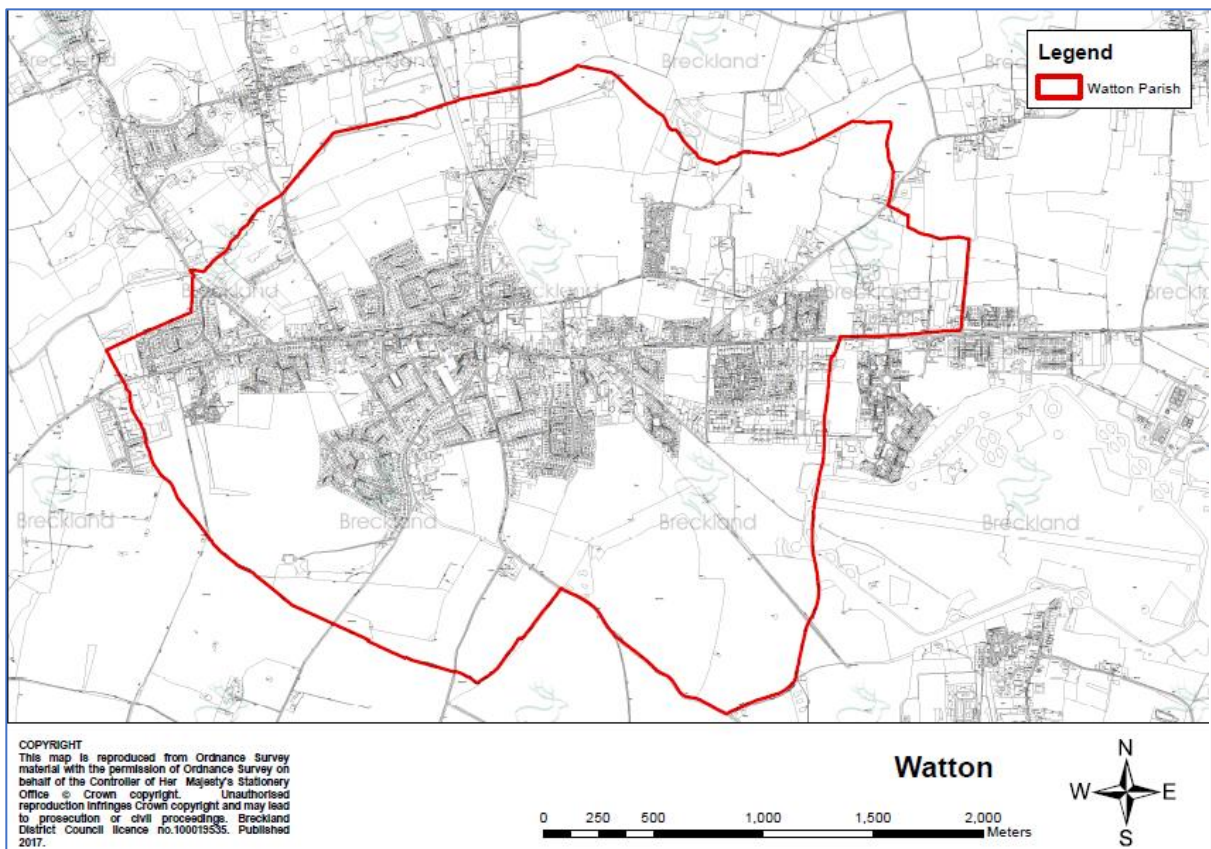 Breckland
Breckland
Breckland
Breckland
Legend
Watton Parish
Breckland
Breckland
Breckland
Breckland
Breckland
Breckland
Breckland
Breckland
Breckland
COPYRIGHT
This map is reproduced from Ordnance Survey
material with the permission of Ordnance Survey on
behalf of the Controller of Her Majesty's Stationery
Office © Crown copyright. Unauthorised
reproduction infringes Crown copyright and may lead
to prosecution or civil proceedings. Breckland
District Council licence no.100019535. Published
2017.
Watton
0 250 500 1,000 1,500 2,000
Meters
N
W E
S